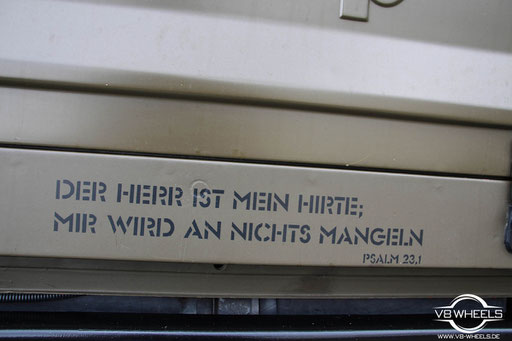 DER HERR IST MEIN HIRTE;
MIR WIRD AN NICHTS MANGELN
PSALM 23,1
VB WHEELS
WWW.VB-WHEELS.DE